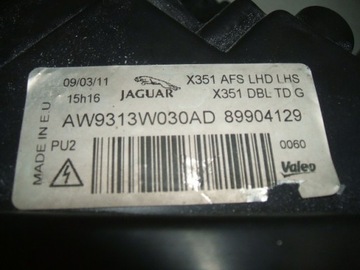 09/03/11
15h16
JAGUAR
X351 AFS LHD LHS
X351 DBL TD G
AW9313W030AD 89904129
MADE IN E.U
PU2
0060
Valeo